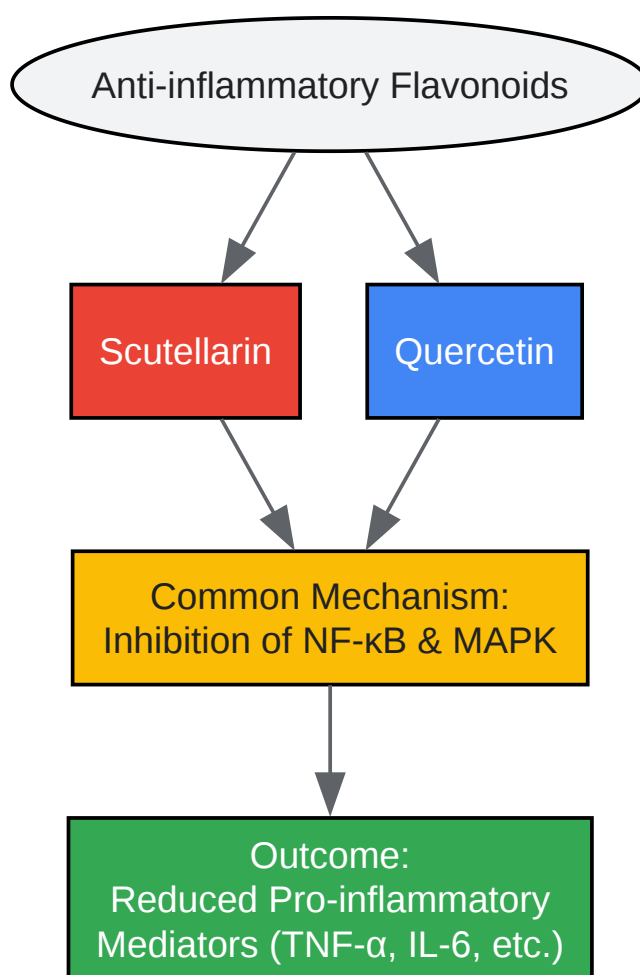 Anti-inflammatory Flavonoids
Scutellarin
Quercetin
Common Mechanism:
Inhibition of NF-κB & MAPK
Outcome:
Reduced Pro-inflammatory
Mediators (TNF-α, IL-6, etc.)